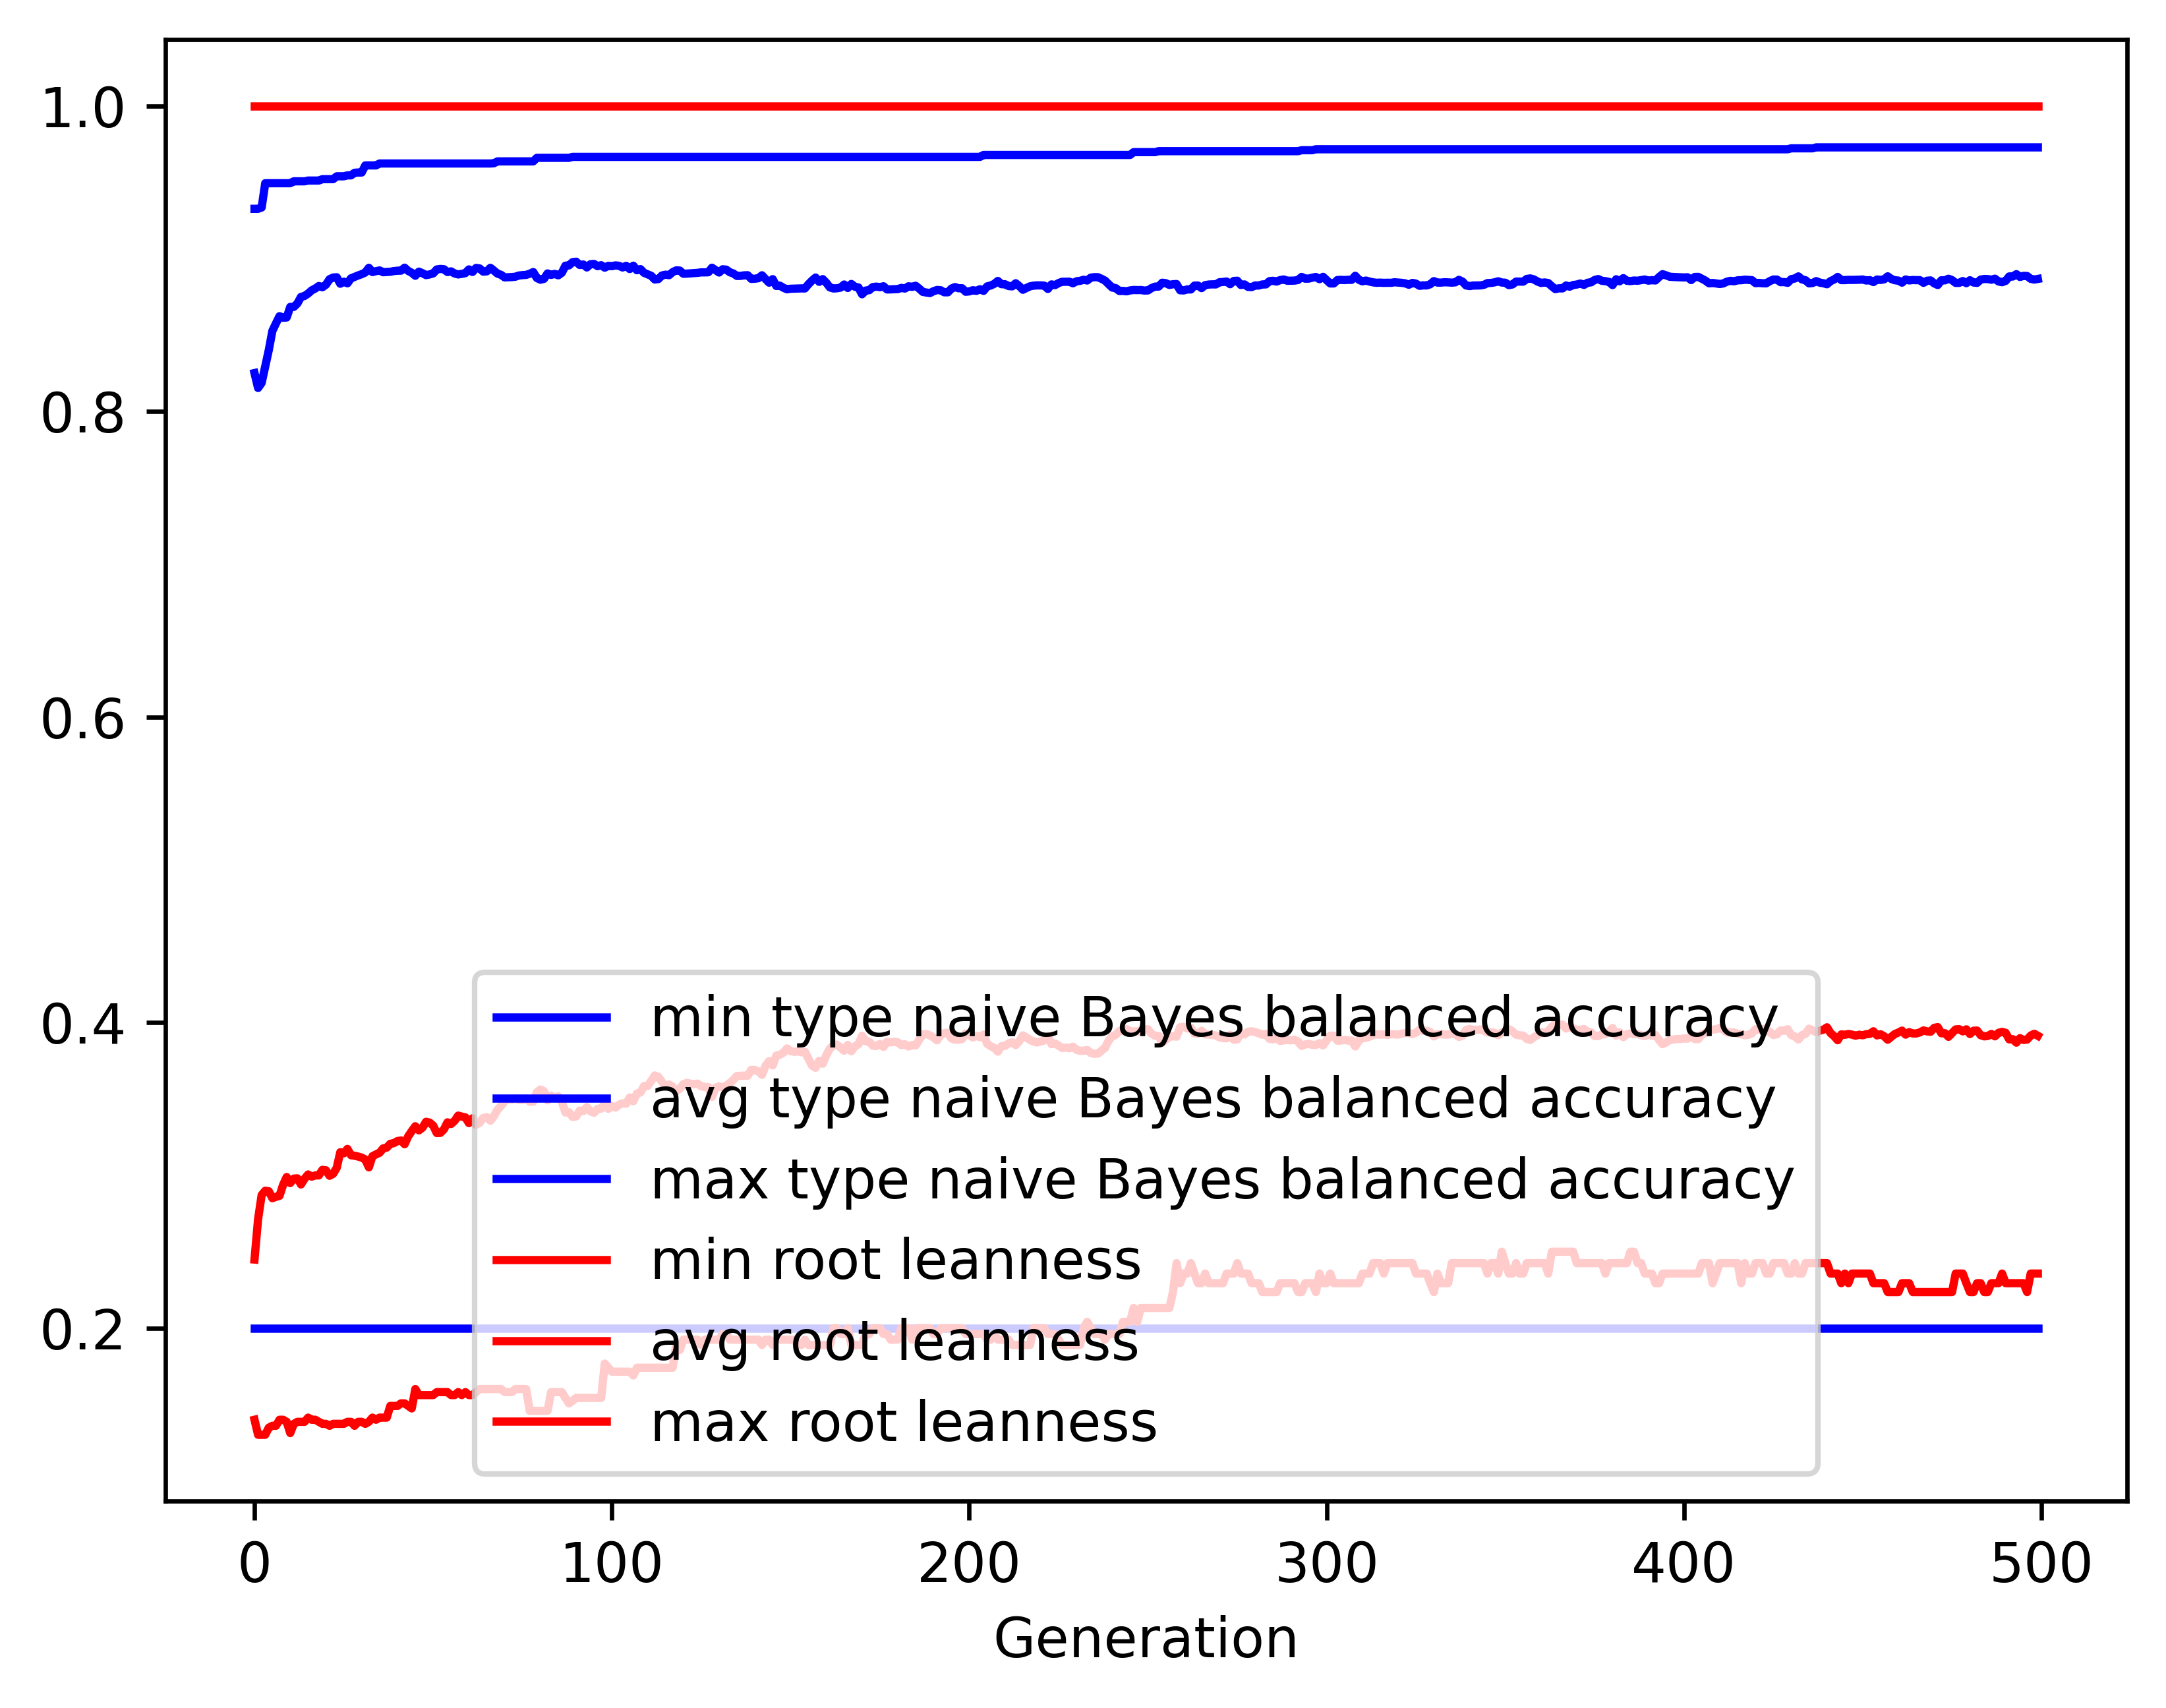 1.0
0.8
0.6
0.4
0.2
min type naive Bayes balanced accuracy
avg type naive Bayes balanced accuracy
max type naive Bayes balanced accuracy
min root leanness
avg root leanness
max root leanness
0 100 200 300 400 500
Generation